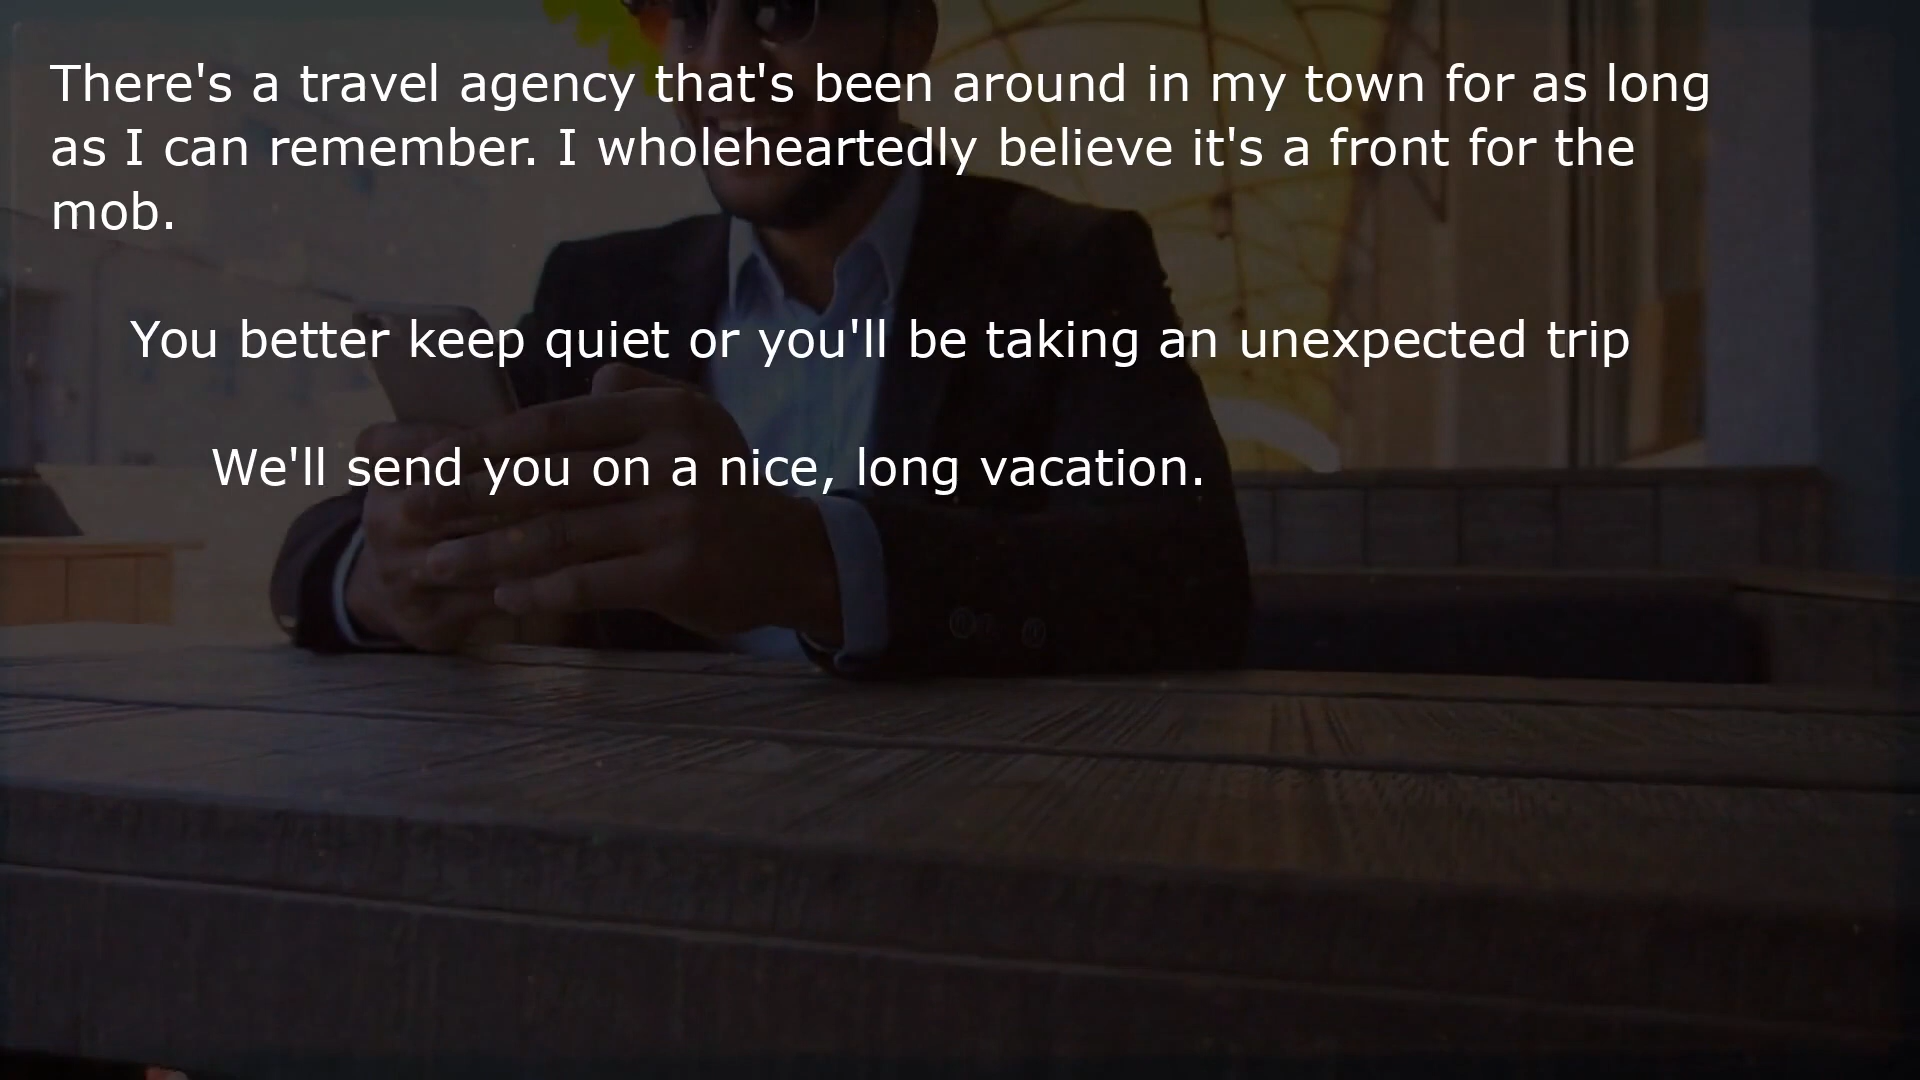 There's a travel agency that's been around in my town for as long
as I can remember. I wholeheartedly believe it's a front for the
mob.
You better keep quiet or you'll be taking an unexpected trip
We'll send you on a nice, long vacation.